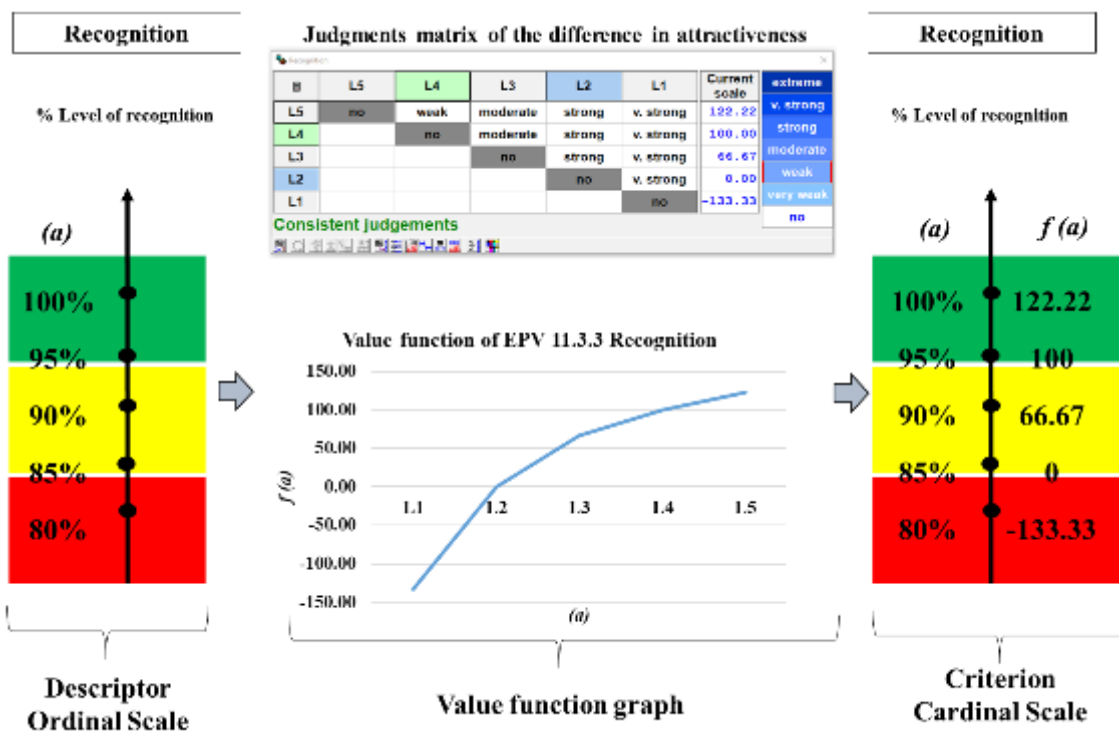 Recognition
Judgments matrix of the difference in attractiveness
Recognition
Recognition
L5 L4 L3 L2 L1 Current scale extreme
L5 no weak moderate strong v. strong 122.22 v. strong
L4 no moderate strong v. strong 100.00 strong
L3 no strong v. strong 66.67 moderate
L2 no v. strong 0.00 weak
L1 no -133.33 very weak
no
Consistent judgements
% Level of recognition
(a)
100%
95%
90%
85%
80%
Descriptor
Ordinal Scale
Value function of EPV 11.3.3 Recognition
150.00
100.00
50.00
0.00
-50.00
-100.00
-150.00
f (a)
L1 L2 L3 L4 L5
(a)
Value function graph
% Level of recognition
(a) f (a)
100% 122.22
95% 100
90% 66.67
85% 0
80% -133.33
Criterion
Cardinal Scale